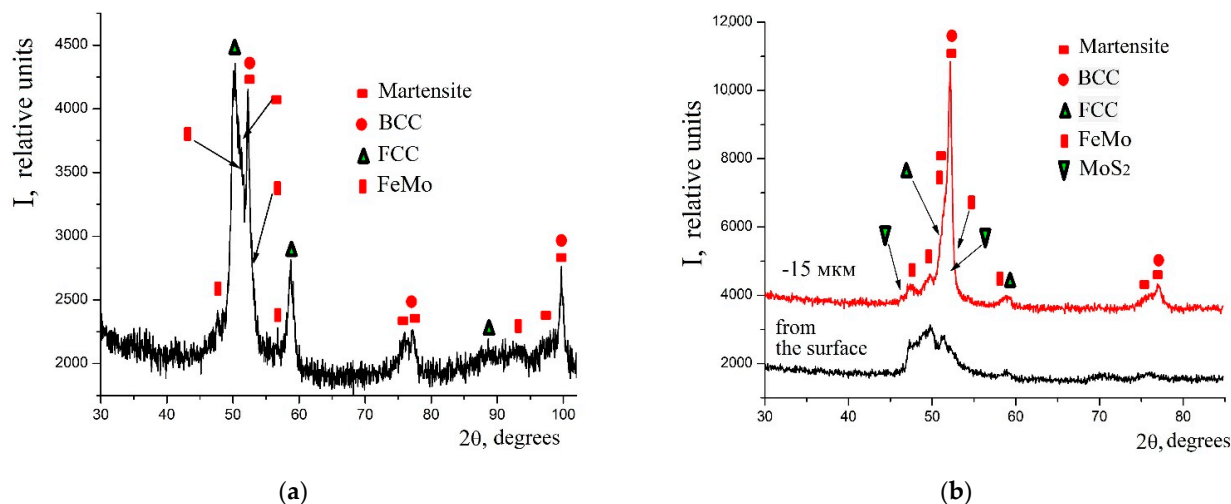 4500
4000
3500
3000
2500
2000
I, relative units
Martensite
BCC
FCC
FeMo
30 40 50 60 70 80 90 100
2θ, degrees
(a)
12,000
10,000
8000
6000
4000
2000
I, relative units
Martensite
BCC
FCC
FeMo
MoS2
-15 мкм
from
the surface
30 40 50 60 70 80
2θ, degrees
(b)